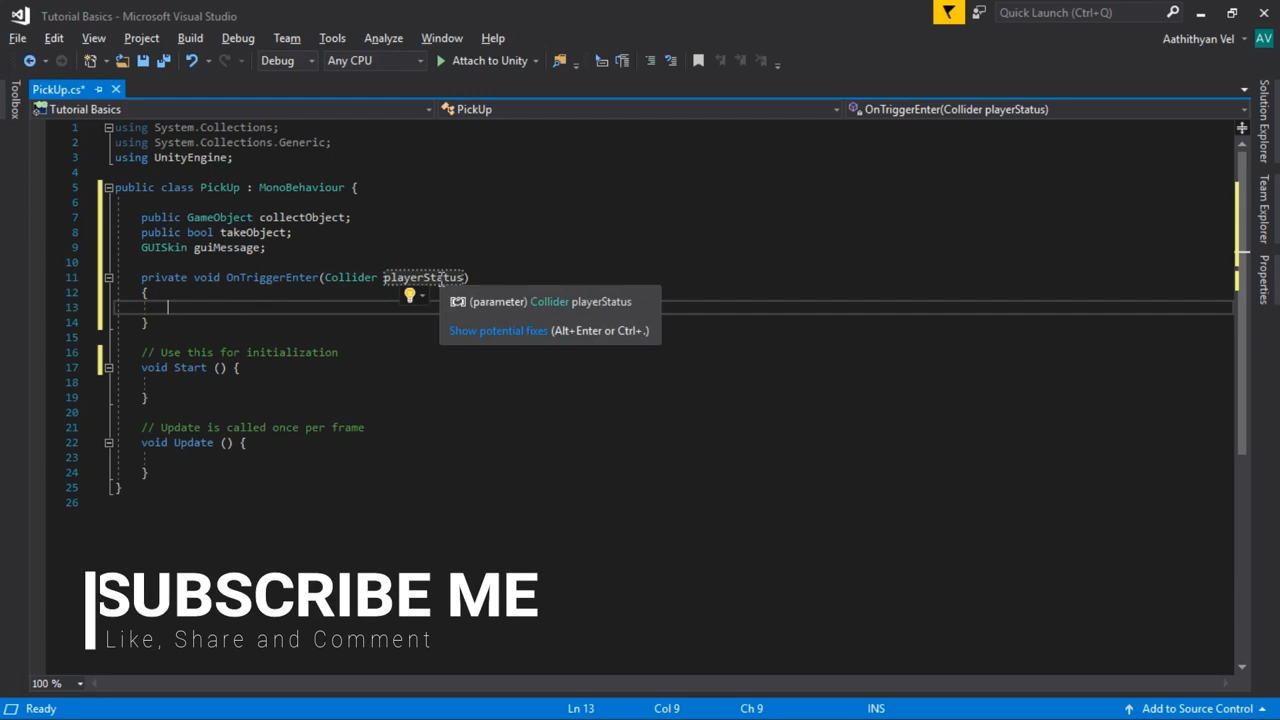 Tutorial Basics - Microsoft Visual Studio
Quick Launch (Ctrl+Q)
File Edit View Project Build Debug Team Tools Analyze Window Help
Aathithyan Vel AV
Debug Any CPU Attach to Unity
PickUp.cs*
Toolbox
Tutorial Basics PickUp OnTriggerEnter(Collider playerStatus)
1 using System.Collections;
2 using System.Collections.Generic;
3 using UnityEngine;
4
5 public class PickUp : MonoBehaviour {
6
7 public GameObject collectObject;
8 public bool takeObject;
9 GUISkin guiMessage;
10
11 private void OnTriggerEnter(Collider playerStatus)
12 {
(parameter) Collider playerStatus
13
Show potential fixes (Alt+Enter or Ctrl+.)
14 }
15
16 // Use this for initialization
17 void Start () {
18
19 }
20
21 // Update is called once per frame
22 void Update () {
23
24 }
25 }
26
Solution Explorer
Team Explorer
Properties
SUBSCRIBE ME
Like, Share and Comment
100 %
Ready Ln 13 Col 9 Ch 9 INS Add to Source Control